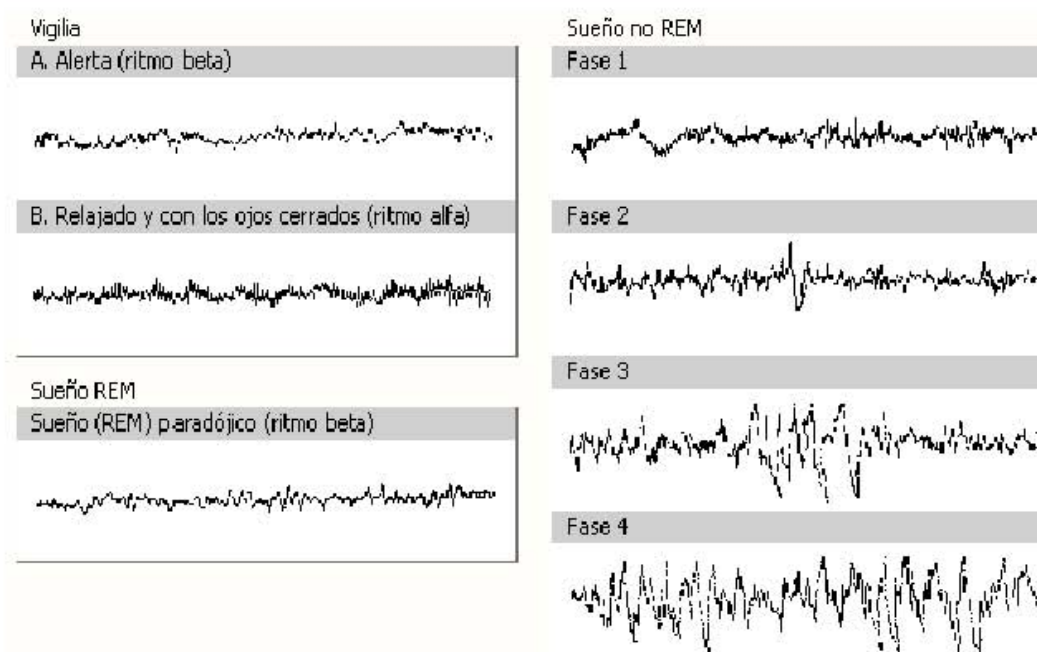 Vigilia
A. Alerta (ritmo beta)
B. Relajado y con los ojos cerrados (ritmo alfa)
Sueño REM
Sueño (REM) paradójico (ritmo beta)
Sueño no REM
Fase 1
Fase 2
Fase 3
Fase 4